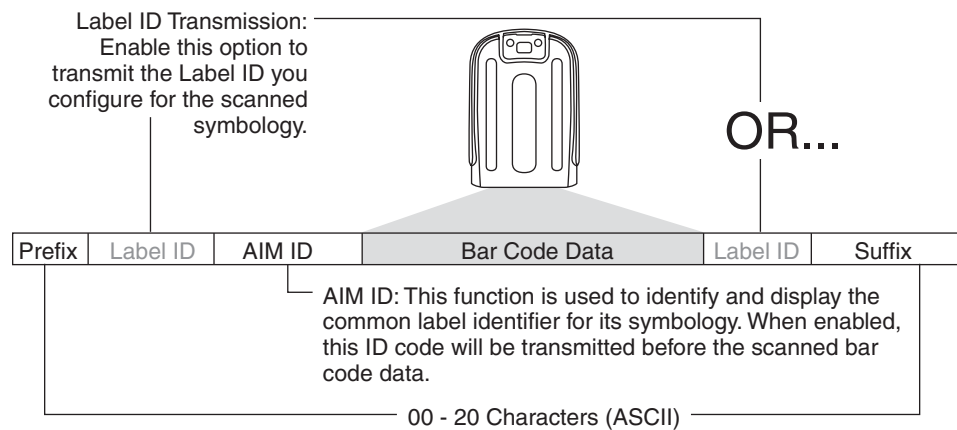 Label ID Transmission:
Enable this option to
transmit the Label ID you
configure for the scanned
symbology.
OR...
Prefix Label ID AIM ID Bar Code Data Label ID Suffix
AIM ID: This function is used to identify and display the
common label identifier for its symbology. When enabled,
this ID code will be transmitted before the scanned bar
code data.
00 - 20 Characters (ASCII)